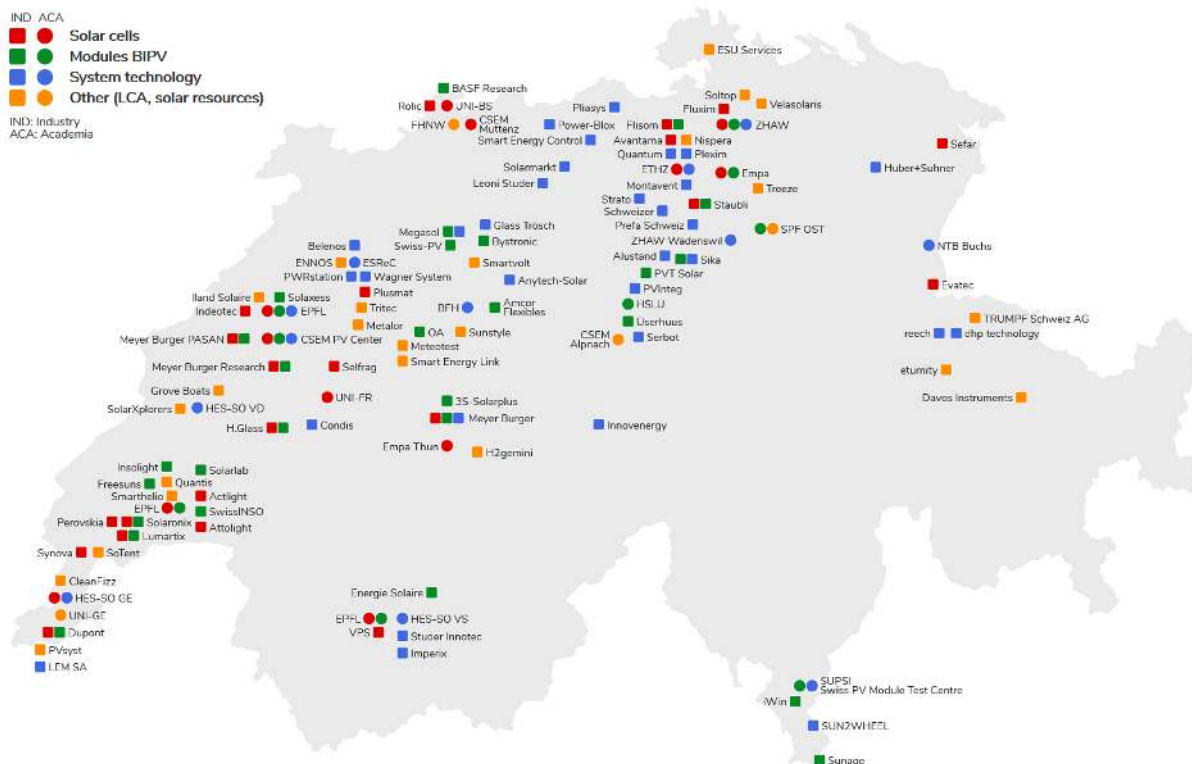 IND ACA
Solar cells
Modules BIPV
System technology
Other (LCA, solar resources)
IND: Industry
ACA: Academia
ESU Services
BASF Research
Rolic
UNI-BS
Pliasys
Soltop
Velasolaris
Fluxim
FHNW
CSEM
Muttenz
Power-Blox
Flisom
ZHAW
Smart Energy Control
Avantama
Nispera
Sefar
Quantum
Plexim
Solarmarkt
ETHZ
Empa
Huber+Suhner
Leoni Studer
Montavent
Treeze
Strato
Schweizer
Staubli
Glass Trösch
Prefa Schweiz
SPF OST
Megasol
Swiss-PV
Bystronic
ZHAW Wadenswil
NTB Buchs
Belenos
ENNOS
ESReC
Smartvolt
Alustand
Sika
PWRstation
Wagner System
Anytech-Solar
PVT Solar
PVInteg
Evatec
Plusmat
Iland Solaire
Solaxess
Indeotec
EPFL
Tritec
BFH
Amcor
Flexibles
HSLU
TRUMPF Schweiz AG
Metalor
OA
Sunstyle
Userhuus
CSEM
Alpnach
Serbot
reech
dhp technology
Meyer Burger PASAN
CSEM PV Center
Meteotest
Smart Energy Link
Meyer Burger Research
Selfrag
eturnity
Grove Boats
UNI-FR
Davos Instruments
SolarXplorers
HES-SO VD
3S-Solarplus
Meyer Burger
H.Glass
Condis
Innovenergy
Empa Thun
H2gemini
Insolight
Solarlab
Freesuns
Quantis
Smarthelio
Actlight
EPFL
SwissINSO
Perovskia
Solaronix
Attolight
Lumartix
Synova
SoTent
CleanFizz
HES-SO GE
Energie Solaire
UNI-GE
EPFL
HES-SO VS
Dupont
VPS
Studer Innotec
PVsyst
Imperix
LEM SA
SUPSI
Swiss PV Module Test Centre
iWin
SUN2WHEEL
Sunage